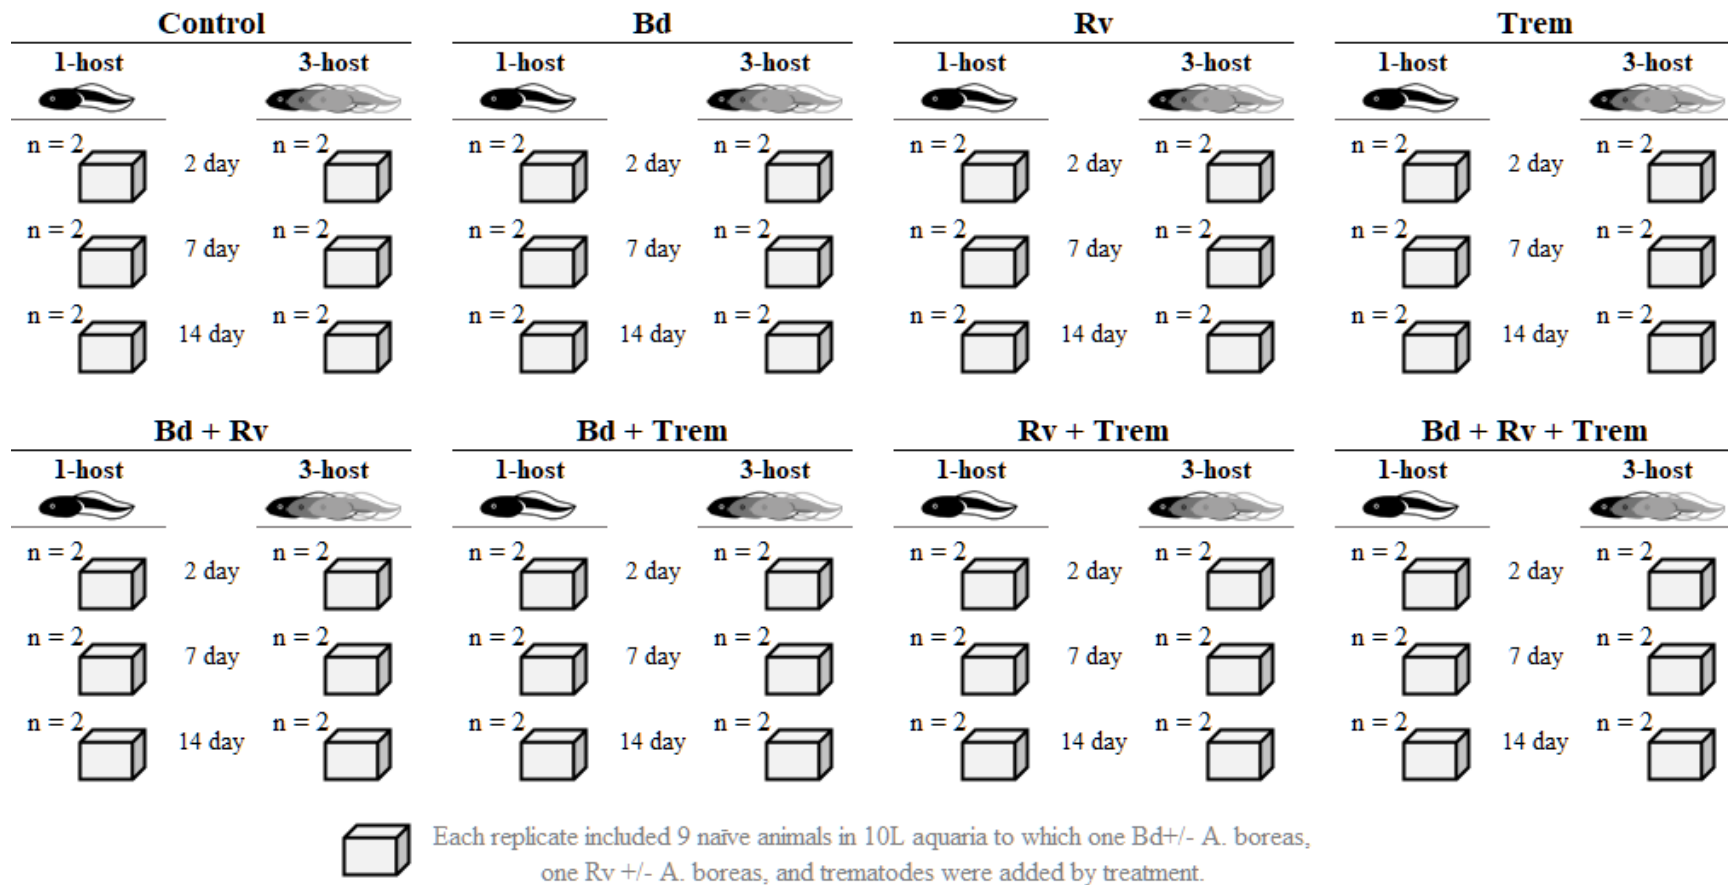 Control Bd Rv Trem
1-host 3-host 1-host 3-host 1-host 3-host 1-host 3-host
n = 2 2 day n = 2 n = 2 2 day n = 2 n = 2 2 day n = 2 n = 2 2 day n = 2
n = 2 7 day n = 2 n = 2 7 day n = 2 n = 2 7 day n = 2 n = 2 7 day n = 2
n = 2 14 day n = 2 n = 2 14 day n = 2 n = 2 14 day n = 2 n = 2 14 day n = 2
Bd + Rv Bd + Trem Rv + Trem Bd + Rv + Trem
1-host 3-host 1-host 3-host 1-host 3-host 1-host 3-host
n = 2 2 day n = 2 n = 2 2 day n = 2 n = 2 2 day n = 2 n = 2 2 day n = 2
n = 2 7 day n = 2 n = 2 7 day n = 2 n = 2 7 day n = 2 n = 2 7 day n = 2
n = 2 14 day n = 2 n = 2 14 day n = 2 n = 2 14 day n = 2 n = 2 14 day n = 2
Each replicate included 9 naïve animals in 10L aquaria to which one Bd+/- A. boreas,
one Rv +/- A. boreas, and trematodes were added by treatment.